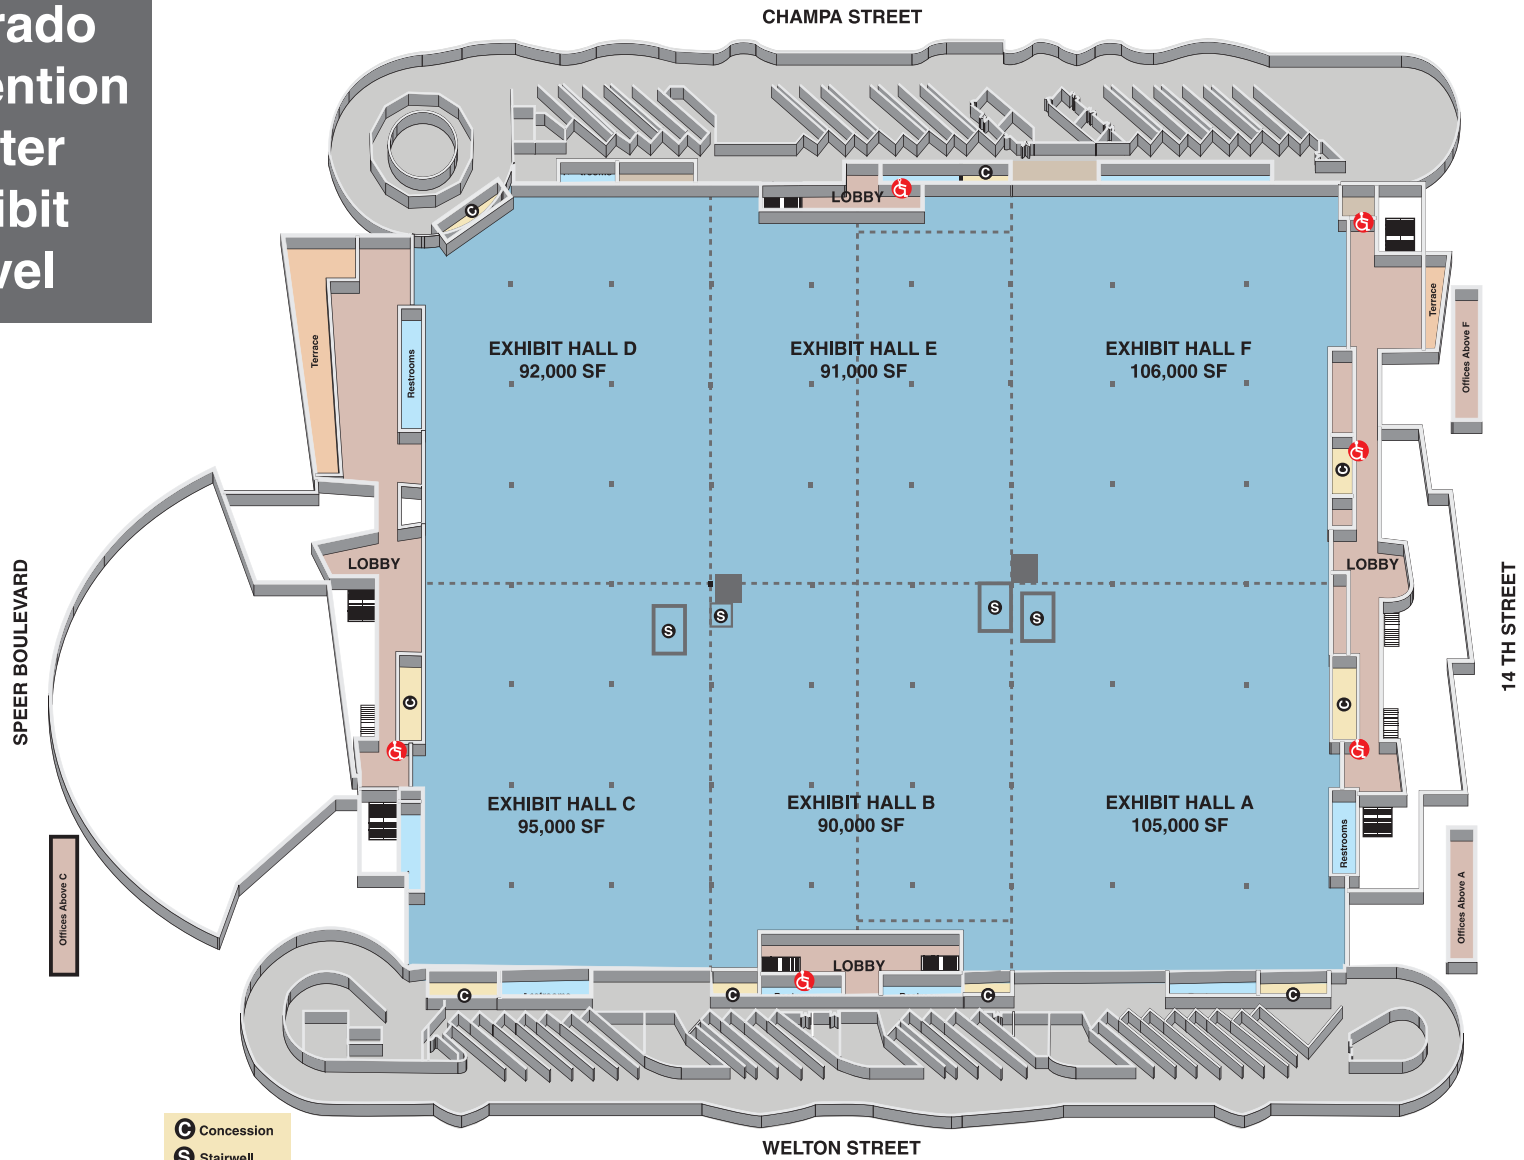 rado
ention
ter
ibit
vel
CHAMPA STREET
C
LOBBY
C
Terrace
Restrooms
EXHIBIT HALL D
92,000 SF
EXHIBIT HALL E
91,000 SF
EXHIBIT HALL F
106,000 SF
Terrace
Offices Above F
C
SPEER BOULEVARD
LOBBY
LOBBY
14 TH STREET
S
S
S
S
C
C
EXHIBIT HALL C
95,000 SF
EXHIBIT HALL B
90,000 SF
EXHIBIT HALL A
105,000 SF
Restrooms
Offices Above C
Offices Above A
LOBBY
C
C
C
C
C Concession
S Stairwell
WELTON STREET